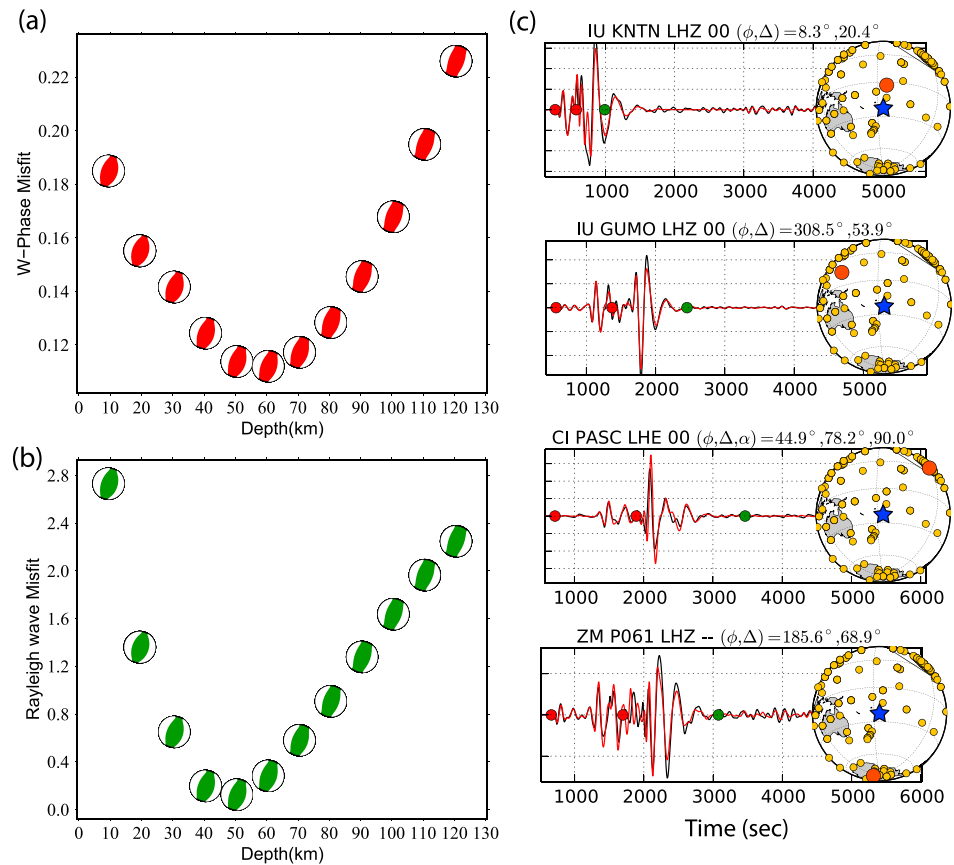 (a)
W−Phase Misfit
0.22
0.20
0.18
0.16
0.14
0.12
0 10 20 30 40 50 60 70 80 90 100 110 120 130
Depth(km)
(b)
Rayleigh wave Misfit
2.8
2.4
2.0
1.6
1.2
0.8
0.4
0.0
0 10 20 30 40 50 60 70 80 90 100 110 120 130
Depth(km)
(c)
IU KNTN LHZ 00 (ϕ,Δ)=8.3°,20.4°
1000 2000 3000 4000 5000
IU GUMO LHZ 00 (ϕ,Δ)=308.5°,53.9°
1000 2000 3000 4000 5000
CI PASC LHE 00 (ϕ,Δ,α)=44.9°,78.2°,90.0°
1000 2000 3000 4000 5000 6000
ZM P061 LHZ -- (ϕ,Δ)=185.6°,68.9°
1000 2000 3000 4000 5000 6000
Time (sec)